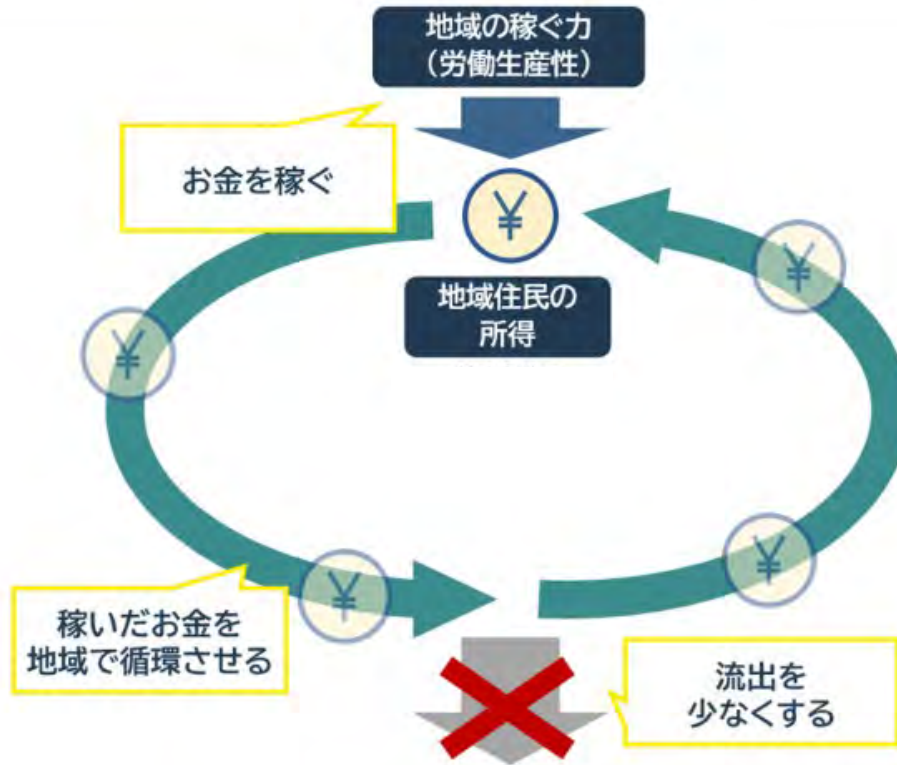 地域の稼ぐ力
（労働生産性）
お金を稼ぐ
¥
¥
地域住民の
所得
¥
¥
¥
稼いだお金を
地域で循環させる
流出を
少なくする